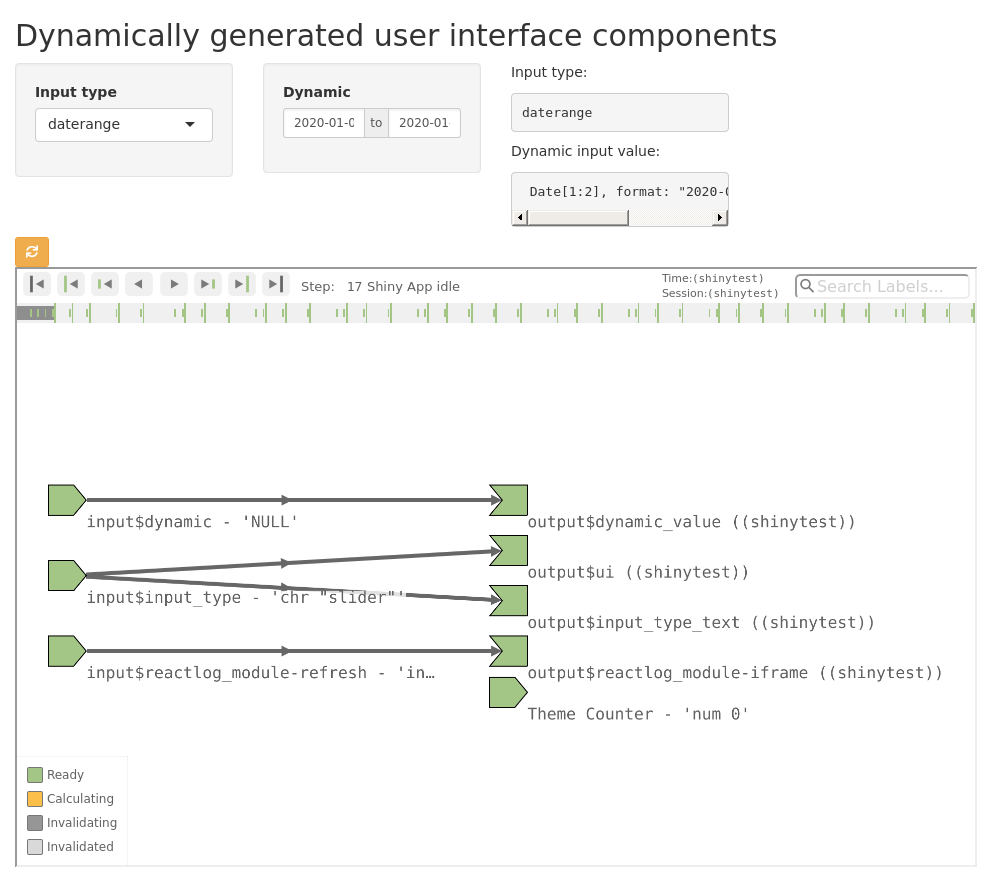 Dynamically generated user interface components
Input type
daterange
Dynamic
2020-01-0 to 2020-01-
Input type:
daterange
Dynamic input value:
Date[1:2], format: "2020-0
Step: 17 Shiny App idle
Time:(shinytest)
Session:(shinytest)
Search Labels...
input$dynamic - 'NULL'
output$dynamic_value ((shinytest))
output$ui ((shinytest))
input$input_type - 'chr "slider"'
output$input_type_text ((shinytest))
input$reactlog_module-refresh - 'in…
output$reactlog_module-iframe ((shinytest))
Theme Counter - 'num 0'
Ready
Calculating
Invalidating
Invalidated